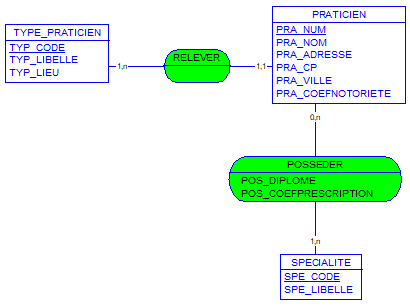 PRATICIEN
PRA_NUM
PRA_NOM
PRA_ADRESSE
PRA_CP
PRA_VILLE
PRA_COEFNOTORIETE
TYPE_PRATICIEN
TYP_CODE
TYP_LIBELLE
TYP_LIEU
1,n
RELEVER
1,1
0,n
POSSEDER
POS_DIPLOME
POS_COEFPRESCRIPTION
1,n
SPECIALITE
SPE_CODE
SPE_LIBELLE